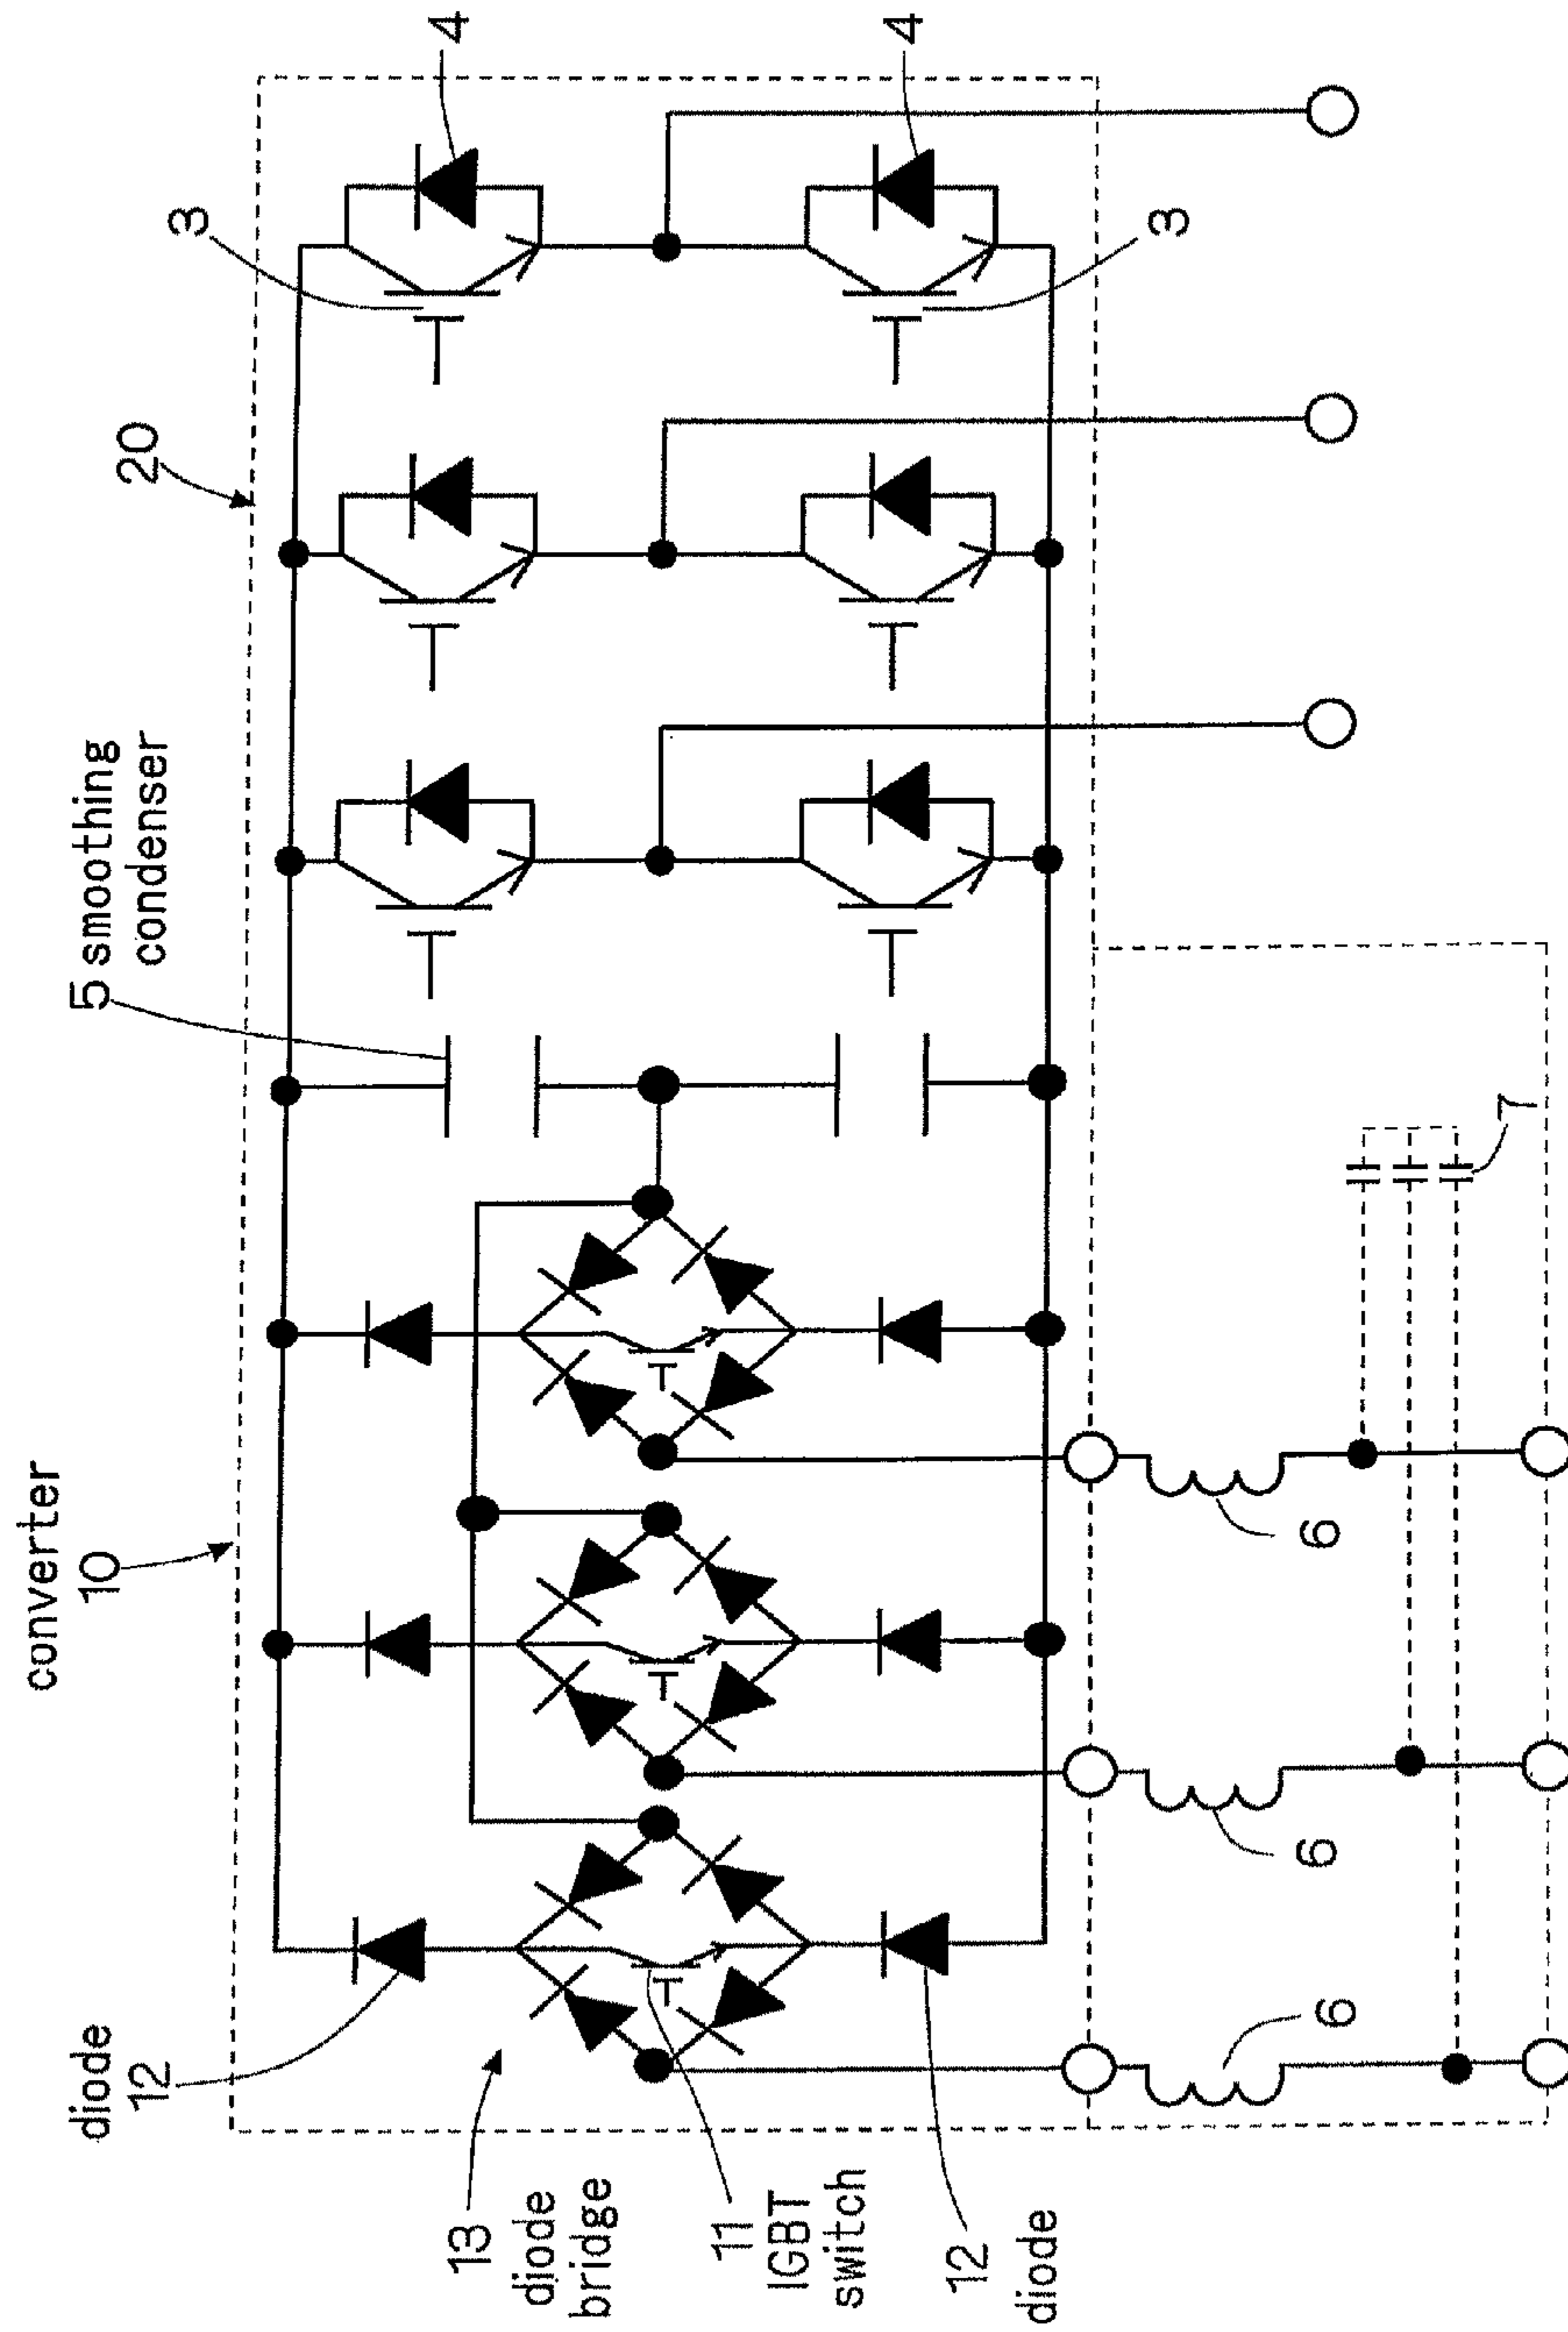 converter
10
5 smoothing
condenser
20
3
4
3
4
diode
12
13
diode
bridge
11
IGBT
switch
12
diode
6
6
6
7